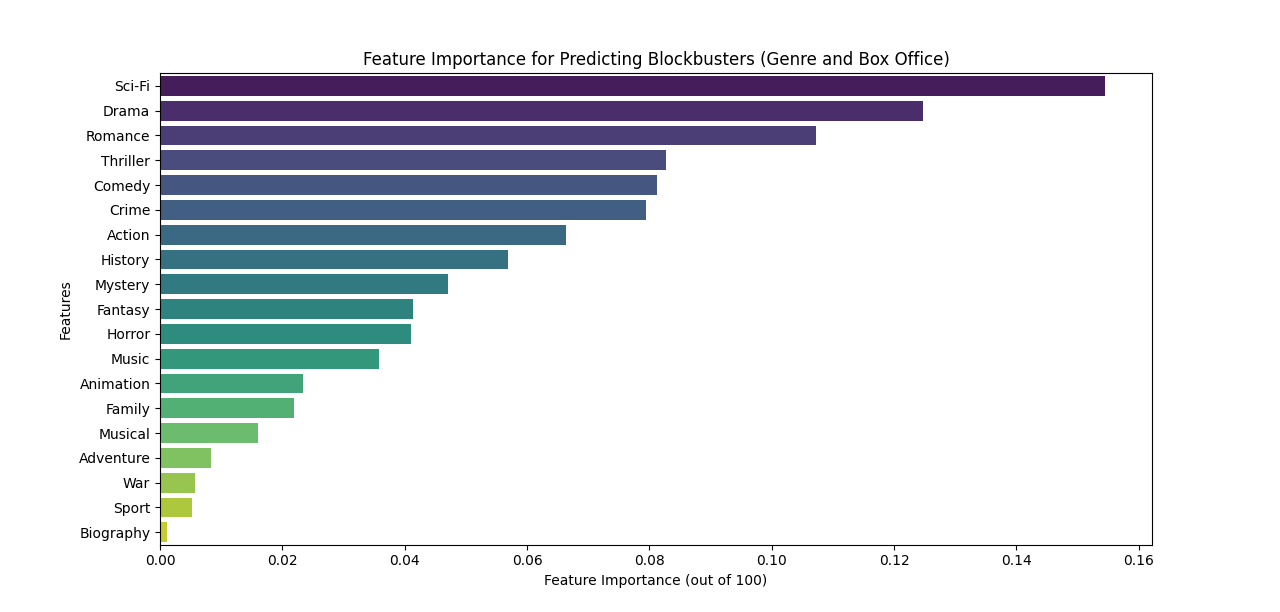 Feature Importance for Predicting Blockbusters (Genre and Box Office)
Sci-Fi
Drama
Romance
Thriller
Comedy
Crime
Action
History
Mystery
Fantasy
Horror
Music
Animation
Family
Musical
Adventure
War
Sport
Biography
Features
0.00 0.02 0.04 0.06 0.08 0.10 0.12 0.14 0.16
Feature Importance (out of 100)